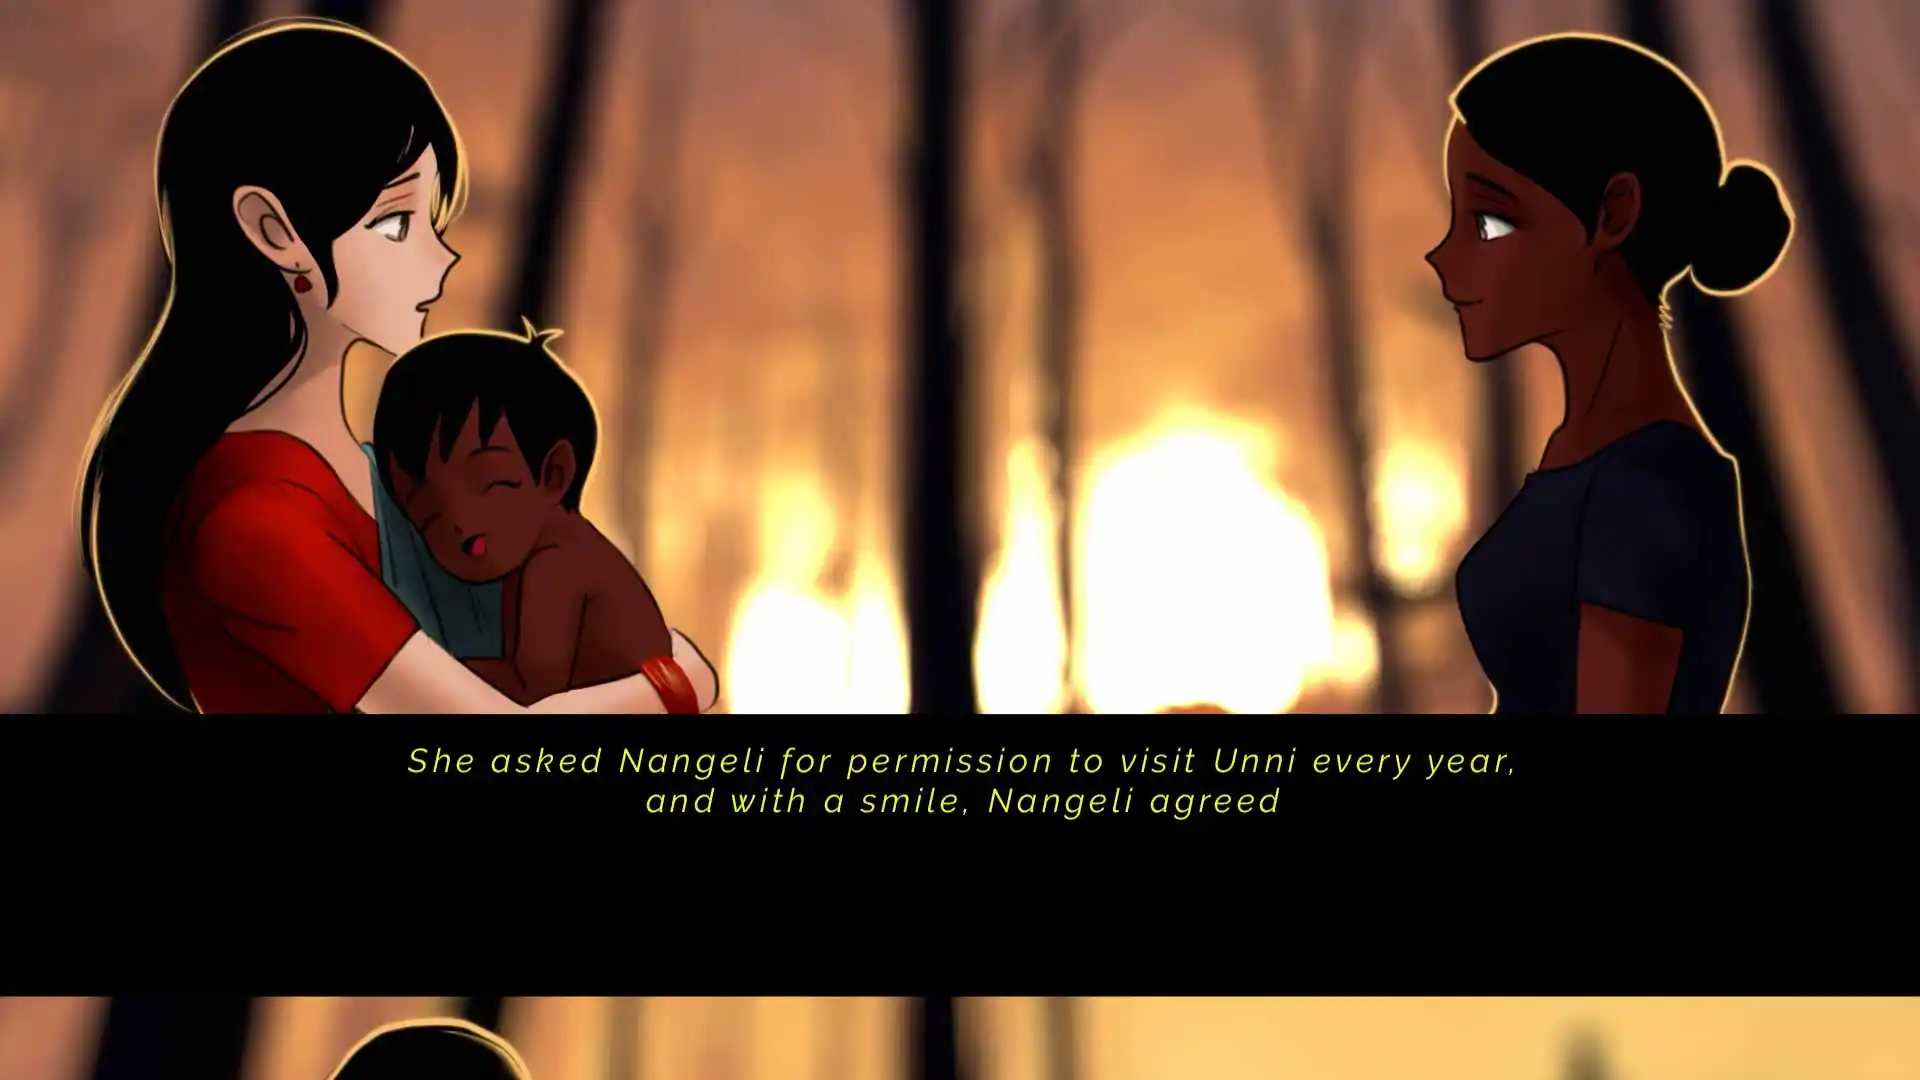 She asked Nangeli for permission to visit Unni every year,
and with a smile, Nangeli agreed